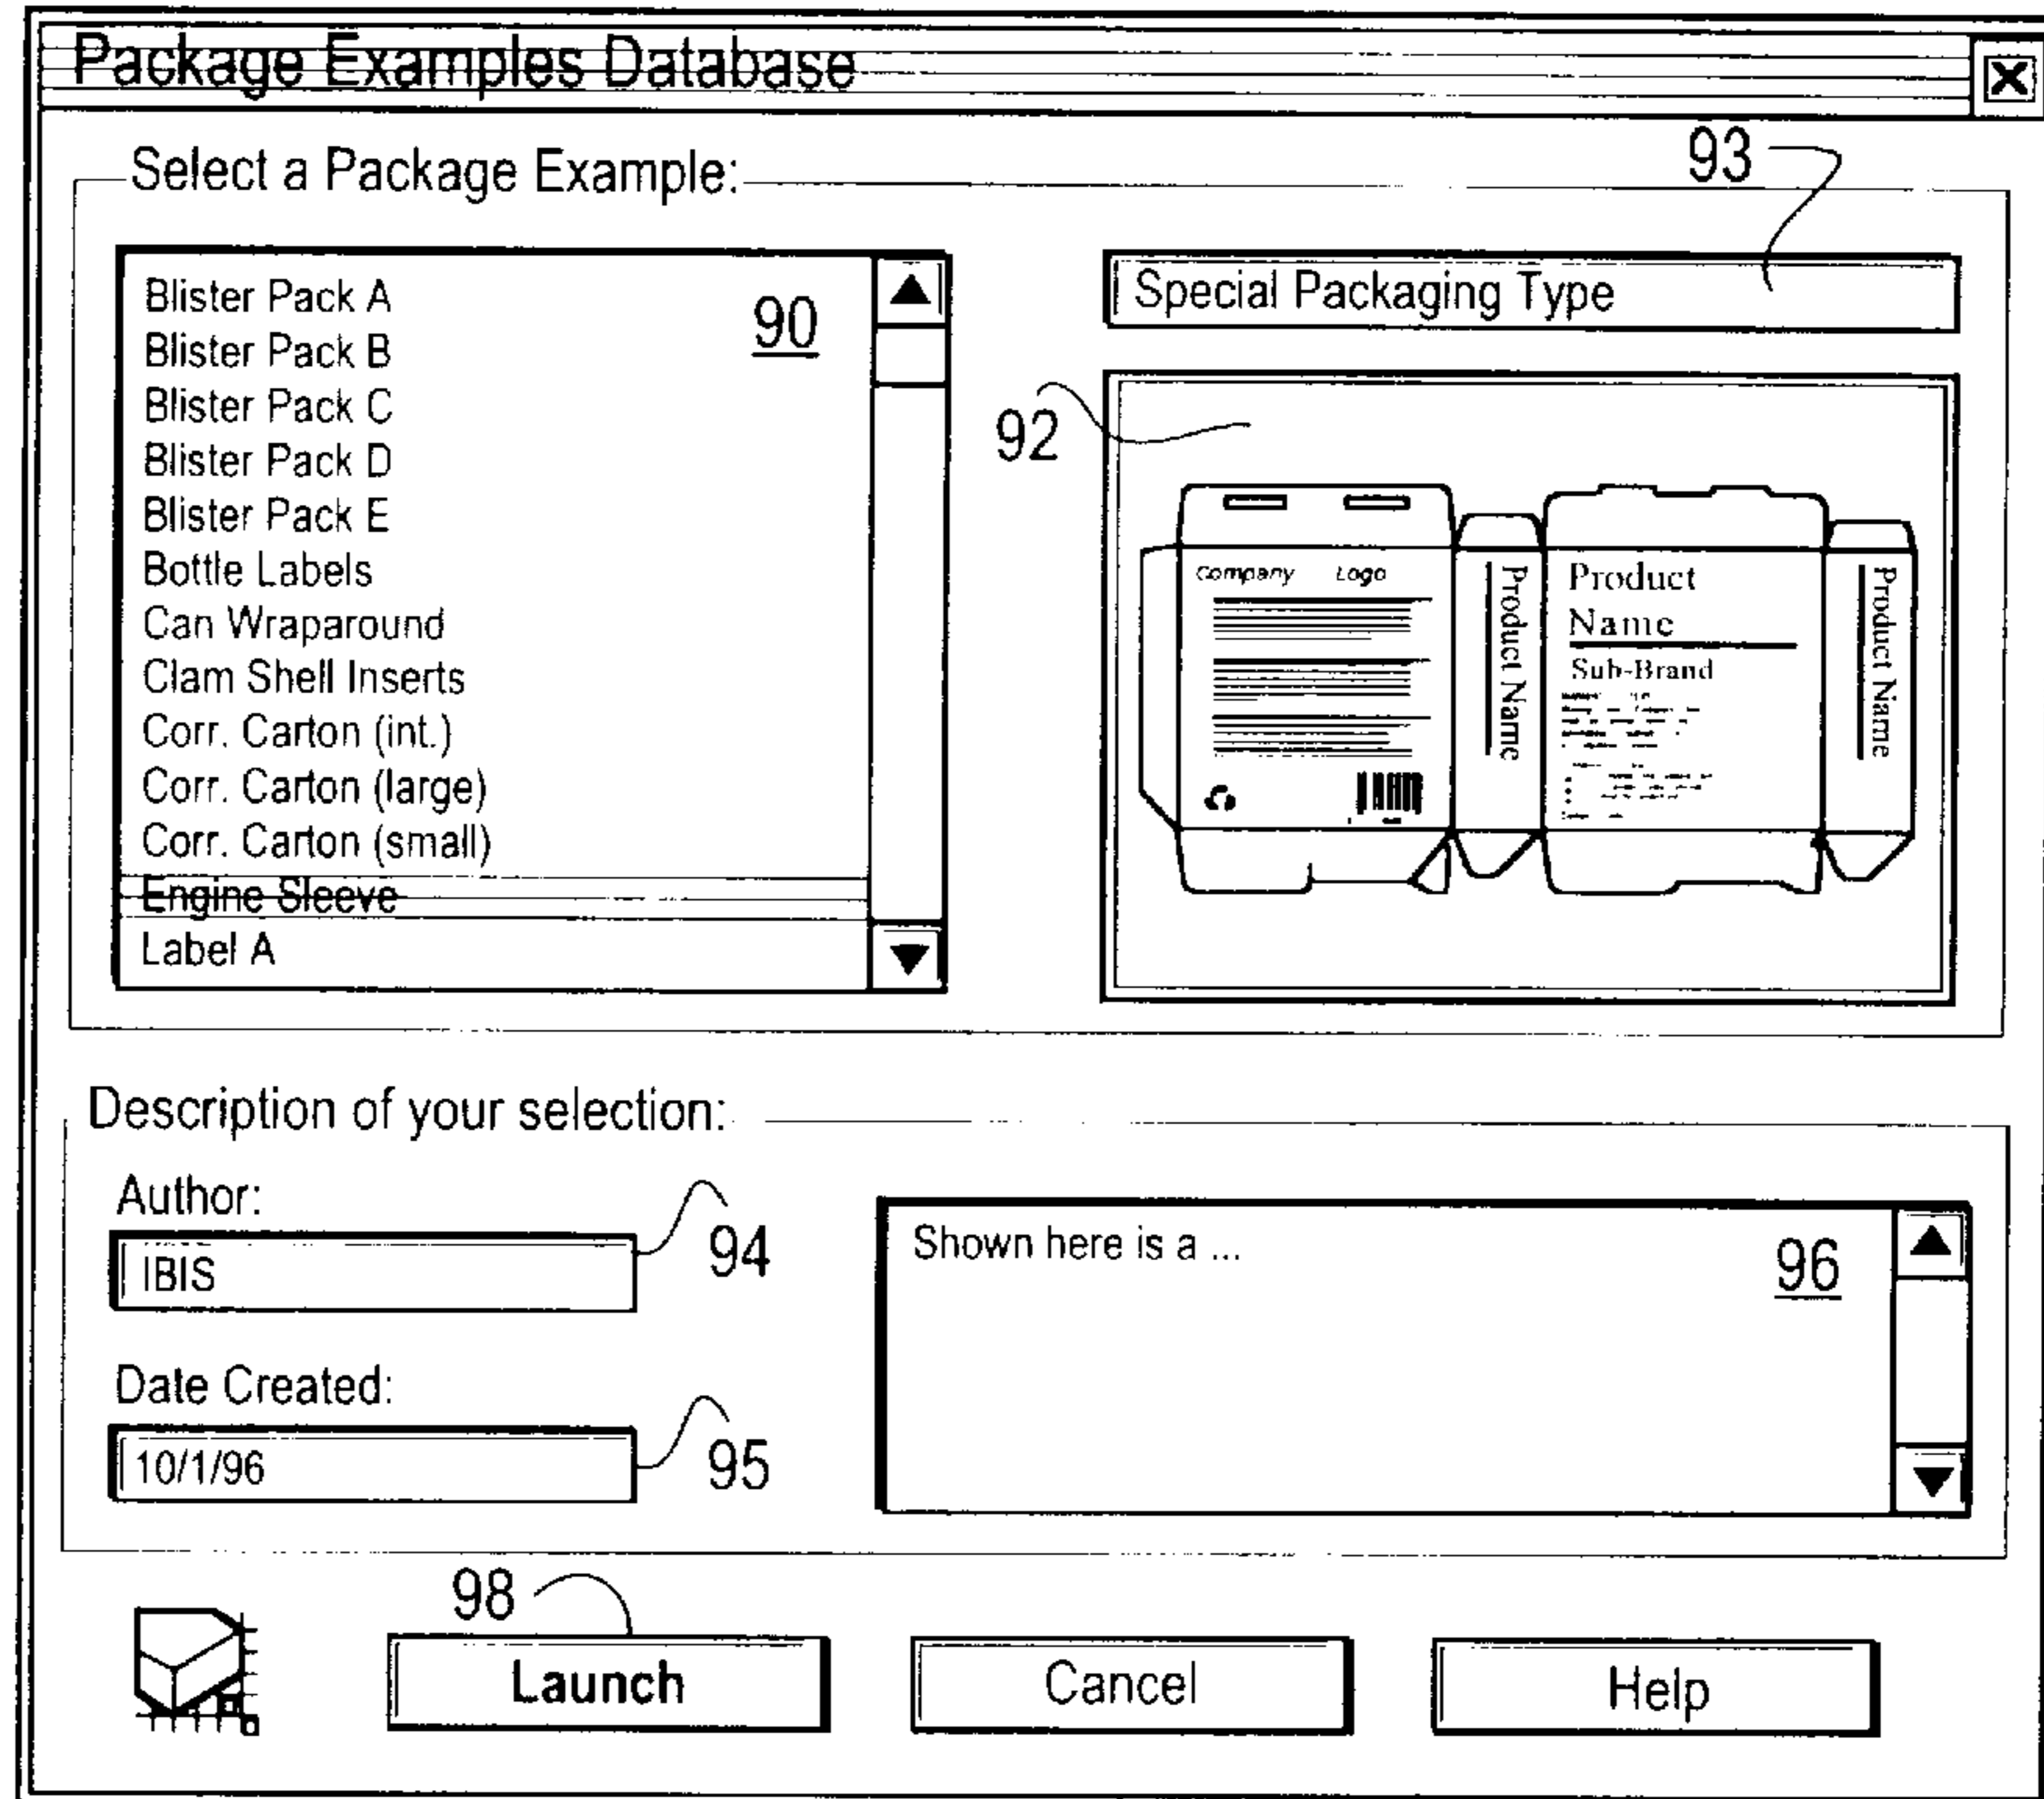 Package Examples Database
Select a Package Example:
93
Blister Pack A
Blister Pack B
Blister Pack C
Blister Pack D
Blister Pack E
Bottle Labels
Can Wraparound
Clam Shell Inserts
Corr. Carton (int.)
Corr. Carton (large)
Corr. Carton (small)
Engine Sleeve
Label A
90
Special Packaging Type
92
Company Logo
Product Name
Product
Name
Sub-Brand
Product Name
Description of your selection:
Author:
IBIS
94
Date Created:
10/1/96
95
Shown here is a ...
96
98
Launch
Cancel
Help